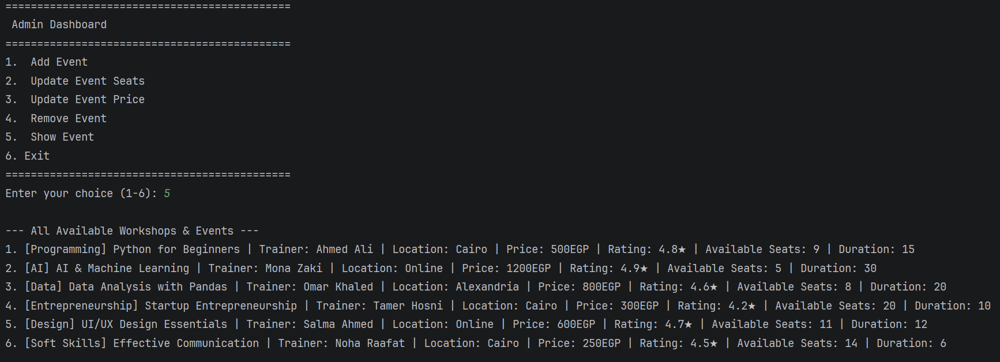 =============================================
 Admin Dashboard
=============================================
1.  Add Event
2.  Update Event Seats
3.  Update Event Price
4.  Remove Event
5.  Show Event
6. Exit
=============================================
Enter your choice (1-6): 5

--- All Available Workshops & Events ---
1. [Programming] Python for Beginners | Trainer: Ahmed Ali | Location: Cairo | Price: 500EGP | Rating: 4.8★ | Available Seats: 9 | Duration: 15
2. [AI] AI & Machine Learning | Trainer: Mona Zaki | Location: Online | Price: 1200EGP | Rating: 4.9★ | Available Seats: 5 | Duration: 30
3. [Data] Data Analysis with Pandas | Trainer: Omar Khaled | Location: Alexandria | Price: 800EGP | Rating: 4.6★ | Available Seats: 8 | Duration: 20
4. [Entrepreneurship] Startup Entrepreneurship | Trainer: Tamer Hosni | Location: Cairo | Price: 300EGP | Rating: 4.2★ | Available Seats: 20 | Duration: 10
5. [Design] UI/UX Design Essentials | Trainer: Salma Ahmed | Location: Online | Price: 600EGP | Rating: 4.7★ | Available Seats: 11 | Duration: 12
6. [Soft Skills] Effective Communication | Trainer: Noha Raafat | Location: Cairo | Price: 250EGP | Rating: 4.5★ | Available Seats: 14 | Duration: 6